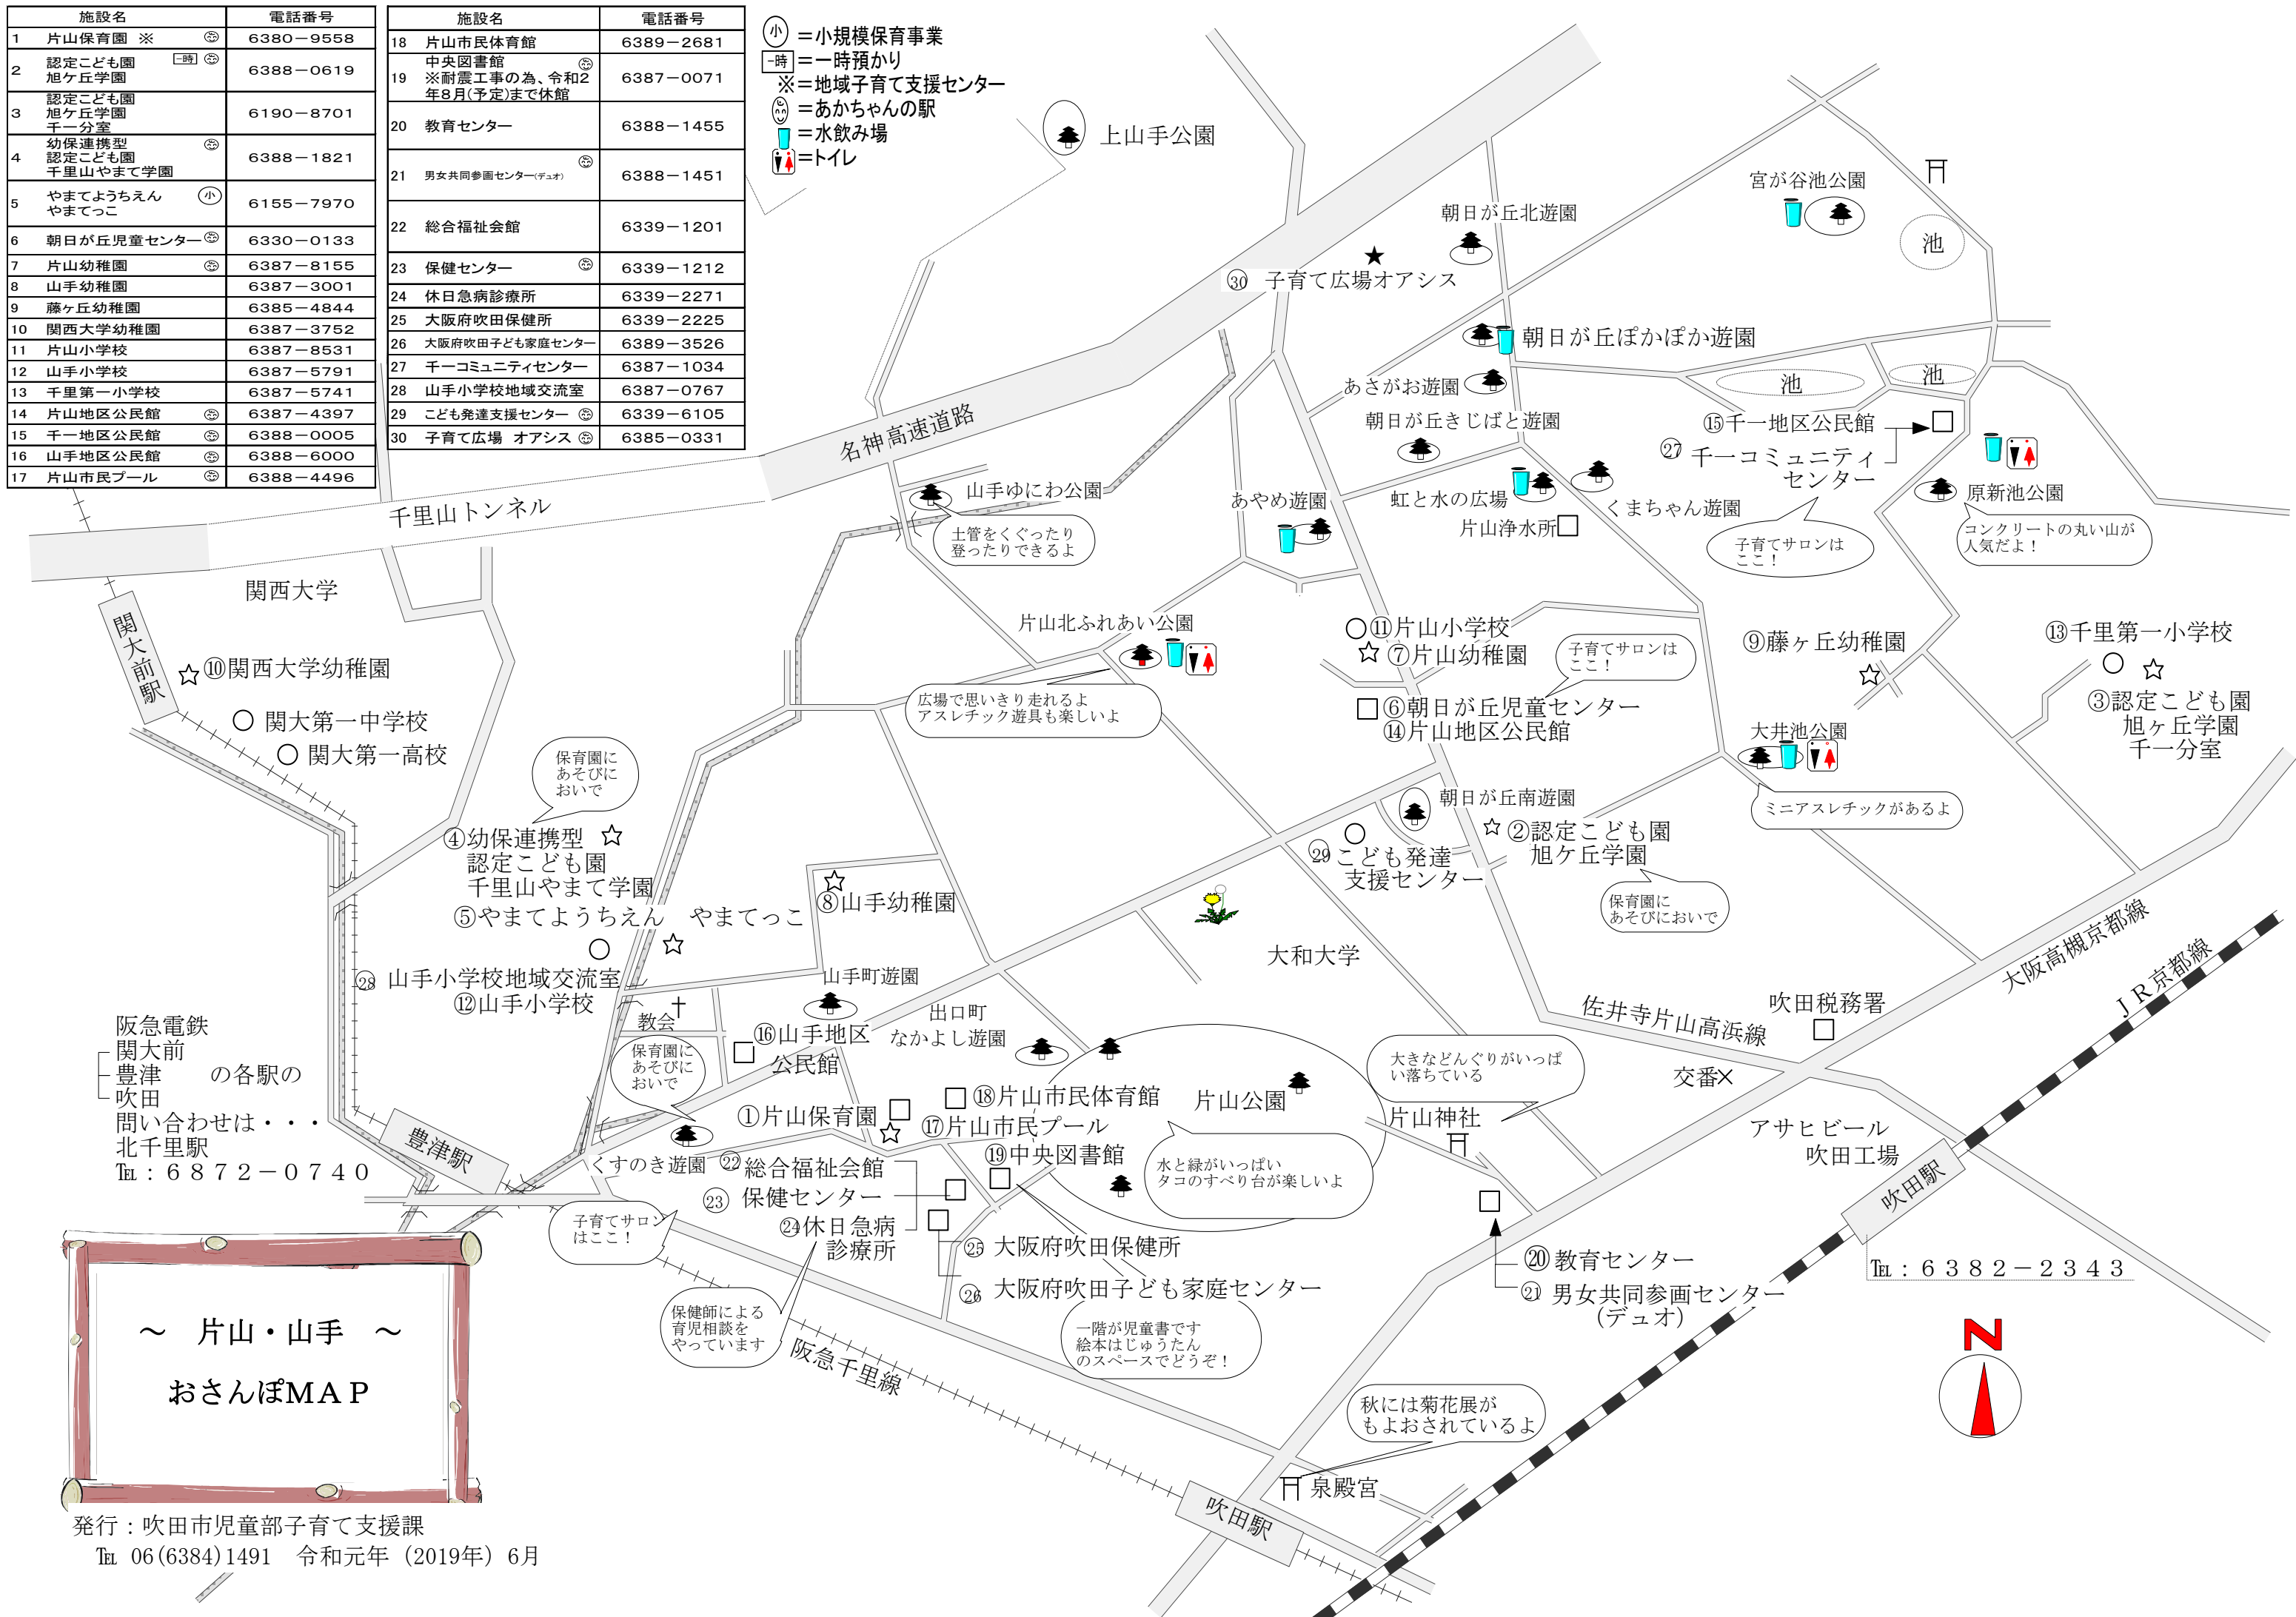 施設名 電話番号
1 片山保育園 ※ 6380－9558
2 認定こども園 一時
旭ケ丘学園 6388－0619
3 認定こども園
旭ケ丘学園
千一分室 6190－8701
4 幼保連携型
認定こども園
千里山やまて学園 6388－1821
5 やまてようちえん 小
やまてっこ 6155－7970
6 朝日が丘児童センター 6330－0133
7 片山幼稚園 6387－8155
8 山手幼稚園 6387－3001
9 藤ヶ丘幼稚園 6385－4844
10 関西大学幼稚園 6387－3752
11 片山小学校 6387－8531
12 山手小学校 6387－5791
13 千里第一小学校 6387－5741
14 片山地区公民館 6387－4397
15 千一地区公民館 6388－0005
16 山手地区公民館 6388－6000
17 片山市民プール 6388－4496
施設名 電話番号
18 片山市民体育館 6389－2681
19 中央図書館
※耐震工事の為、令和2
年8月(予定)まで休館 6387－0071
20 教育センター 6388－1455
21 男女共同参画センター(デュオ) 6388－1451
22 総合福祉会館 6339－1201
23 保健センター 6339－1212
24 休日急病診療所 6339－2271
25 大阪府吹田保健所 6339－2225
26 大阪府吹田子ども家庭センター 6389－3526
27 千一コミュニティセンター 6387－1034
28 山手小学校地域交流室 6387－0767
29 こども発達支援センター 6339－6105
30 子育て広場 オアシス 6385－0331
小 ＝小規模保育事業
一時 ＝一時預かり
※＝地域子育て支援センター
＝あかちゃんの駅
＝水飲み場
＝トイレ
上山手公園
宮が谷池公園
池
朝日が丘北遊園
㉚ 子育て広場オアシス
朝日が丘ぽかぽか遊園
あさがお遊園
池
池
朝日が丘きじばと遊園
⑮千一地区公民館
㉗ 千一コミュニティ
センター
名神高速道路
千里山トンネル
山手ゆにわ公園
土管をくぐったり
登ったりできるよ
あやめ遊園
虹と水の広場
片山浄水所
くまちゃん遊園
子育てサロンは
ここ！
原新池公園
コンクリートの丸い山が
人気だよ！
関西大学
関大前駅
⑩関西大学幼稚園
関大第一中学校
関大第一高校
片山北ふれあい公園
広場で思いきり走れるよ
アスレチック遊具も楽しいよ
⑪片山小学校
⑦片山幼稚園
子育てサロンは
ここ！
⑥朝日が丘児童センター
⑭片山地区公民館
⑨藤ヶ丘幼稚園
⑬千里第一小学校
③認定こども園
旭ヶ丘学園
千一分室
大井池公園
ミニアスレチックがあるよ
保育園に
あそびに
おいで
④幼保連携型
認定こども園
千里山やまて学園
⑤やまてようちえん やまてっこ
⑧山手幼稚園
朝日が丘南遊園
②認定こども園
旭ケ丘学園
㉙こども発達
支援センター
保育園に
あそびにおいで
㉘ 山手小学校地域交流室
⑫山手小学校
教会
山手町遊園
⑯山手地区
公民館
出口町
なかよし遊園
大和大学
大阪高槻京都線
ＪＲ京都線
佐井寺片山高浜線
吹田税務署
交番
阪急電鉄
関大前
豊津 の各駅の
吹田
問い合わせは・・・
北千里駅
℡：６８７２－０７４０
保育園に
あそびに
おいで
①片山保育園
⑱片山市民体育館
⑰片山市民プール
⑲中央図書館
片山公園
水と緑がいっぱい
タコのすべり台が楽しいよ
大きなどんぐりがいっぱ
い落ちている
片山神社
アサヒビール
吹田工場
吹田駅
℡：６３８２－２３４３
豊津駅
くすのき遊園
㉒総合福祉会館
㉓ 保健センター
㉔休日急病
診療所
子育てサロン
はここ！
㉕ 大阪府吹田保健所
㉖ 大阪府吹田子ども家庭センター
⑳教育センター
㉑ 男女共同参画センター
(デュオ)
保健師による
育児相談を
やっています
一階が児童書です
絵本はじゅうたん
のスペースでどうぞ！
阪急千里線
秋には菊花展が
もよおされているよ
泉殿宮
吹田駅
N
～ 片山・山手 ～
おさんぽMAP
発行：吹田市児童部子育て支援課
℡ 06(6384)1491 令和元年（2019年）6月